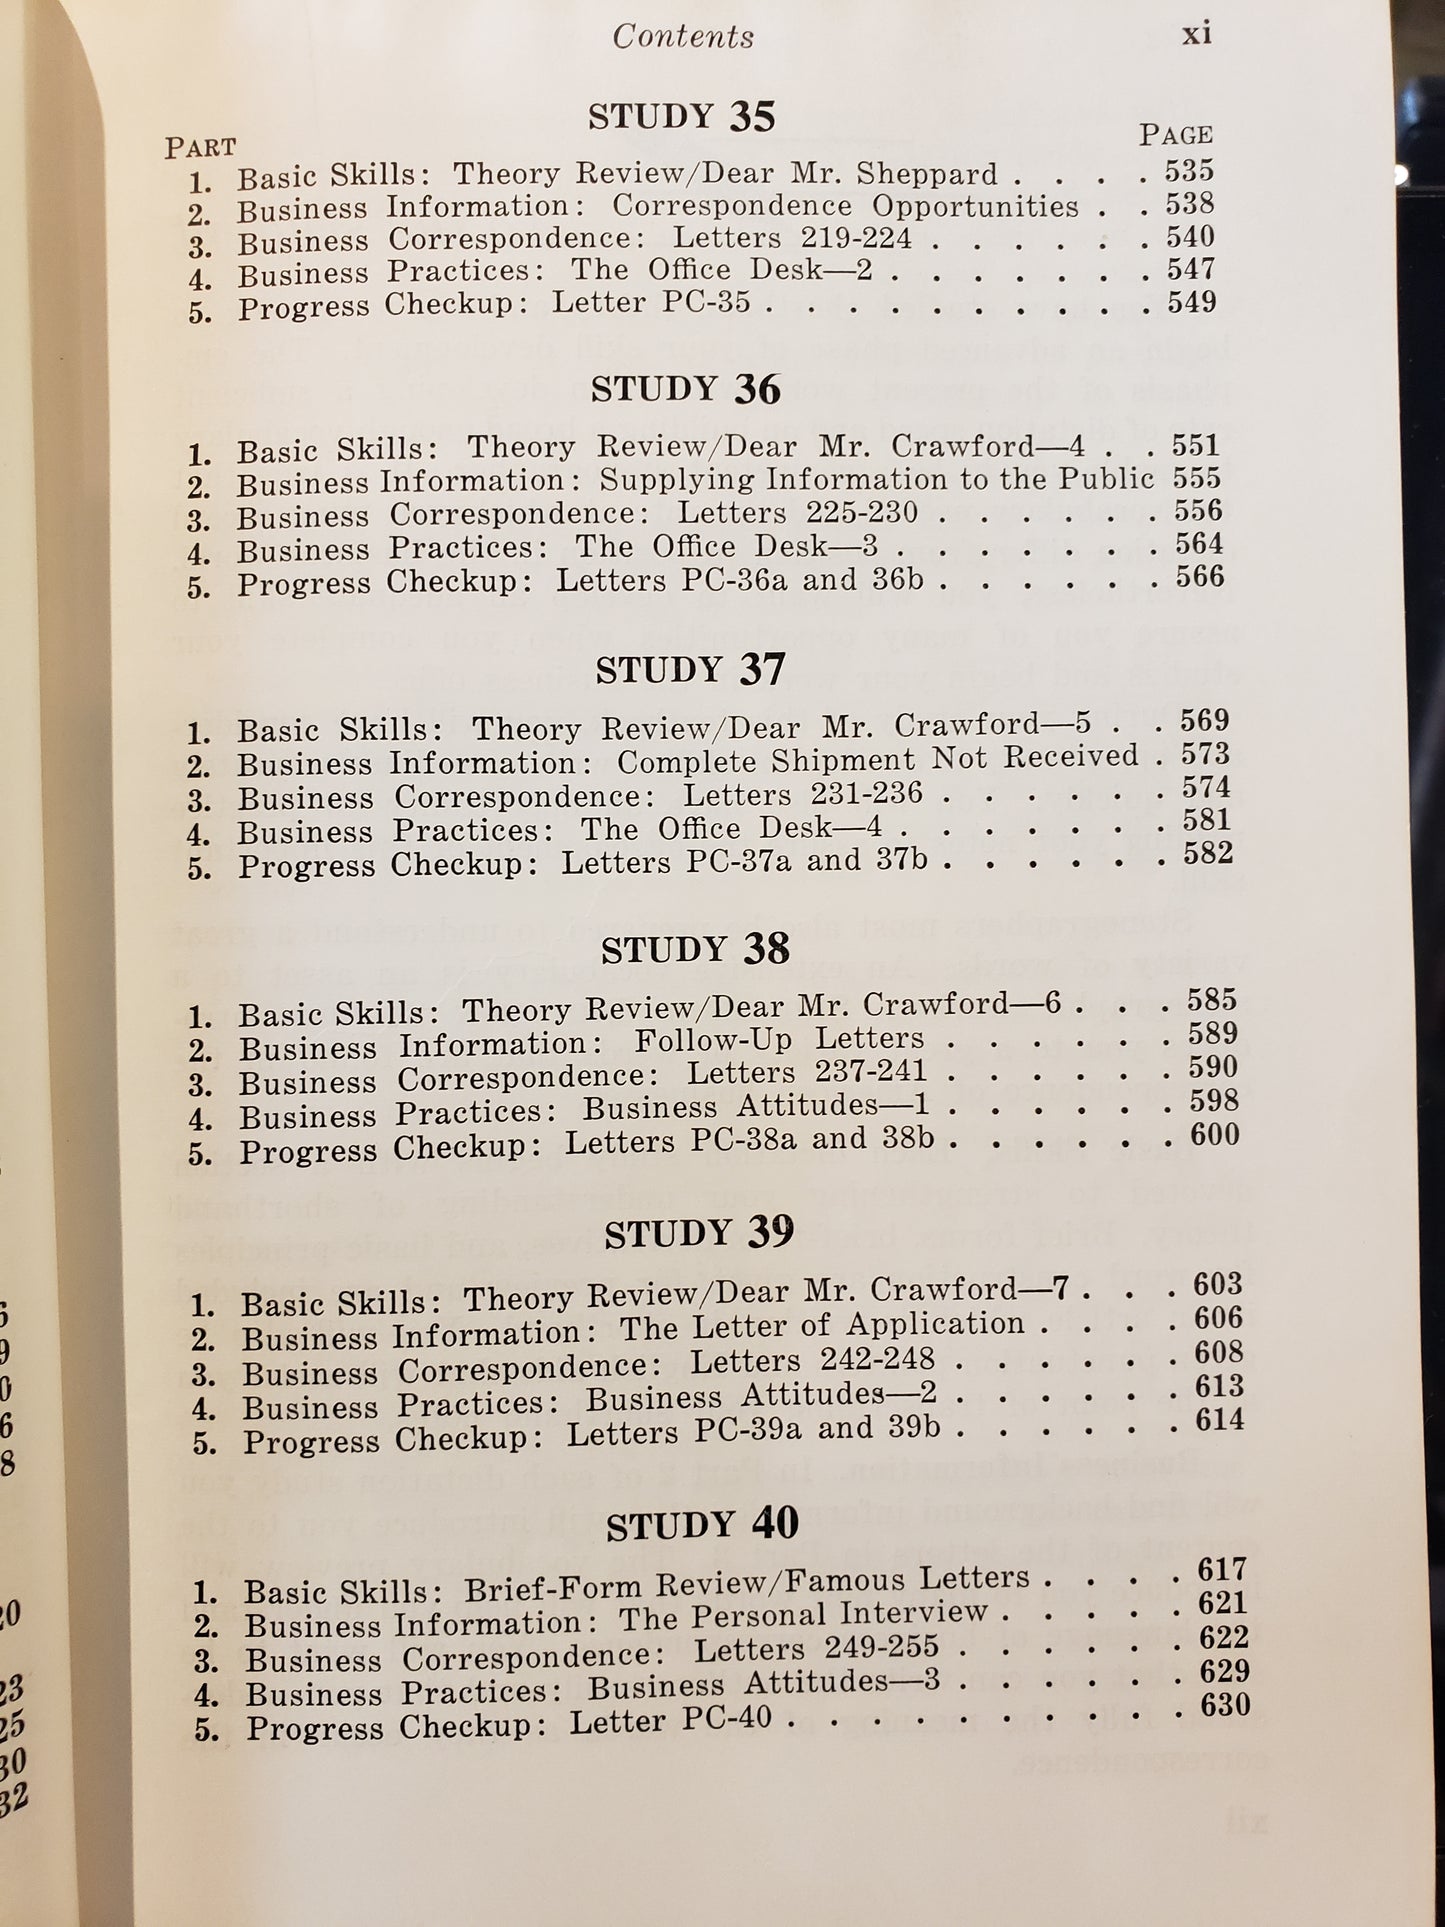 Contents xi
STUDY 35
PART PAGE
1. Basic Skills: Theory Review/Dear Mr. Sheppard . . . . 535
2. Business Information: Correspondence Opportunities . . 538
3. Business Correspondence: Letters 219-224 . . . . . . 540
4. Business Practices: The Office Desk—2 . . . . . . . 547
5. Progress Checkup: Letter PC-35 . . . . . . . . . . 549
STUDY 36
1. Basic Skills: Theory Review/Dear Mr. Crawford—4 . . 551
2. Business Information: Supplying Information to the Public 555
3. Business Correspondence: Letters 225-230 . . . . . . 556
4. Business Practices: The Office Desk—3 . . . . . . . 564
5. Progress Checkup: Letters PC-36a and 36b . . . . . . 566
STUDY 37
1. Basic Skills: Theory Review/Dear Mr. Crawford—5 . . 569
2. Business Information: Complete Shipment Not Received . 573
3. Business Correspondence: Letters 231-236 . . . . . . 574
4. Business Practices: The Office Desk—4 . . . . . . . 581
5. Progress Checkup: Letters PC-37a and 37b . . . . . . 582
STUDY 38
1. Basic Skills: Theory Review/Dear Mr. Crawford—6 . . . 585
2. Business Information: Follow-Up Letters . . . . . . 589
3. Business Correspondence: Letters 237-241 . . . . . . 590
4. Business Practices: Business Attitudes—1 . . . . . . 598
5. Progress Checkup: Letters PC-38a and 38b . . . . . . 600
STUDY 39
1. Basic Skills: Theory Review/Dear Mr. Crawford—7 . . . 603
2. Business Information: The Letter of Application . . . . 606
3. Business Correspondence: Letters 242-248 . . . . . . 608
4. Business Practices: Business Attitudes—2 . . . . . . 613
5. Progress Checkup: Letters PC-39a and 39b . . . . . . 614
STUDY 40
1. Basic Skills: Brief-Form Review/Famous Letters . . . . 617
2. Business Information: The Personal Interview . . . . . 621
3. Business Correspondence: Letters 249-255 . . . . . . 622
4. Business Practices: Business Attitudes—3 . . . . . . 629
5. Progress Checkup: Letter PC-40 . . . . . . . . . . 630